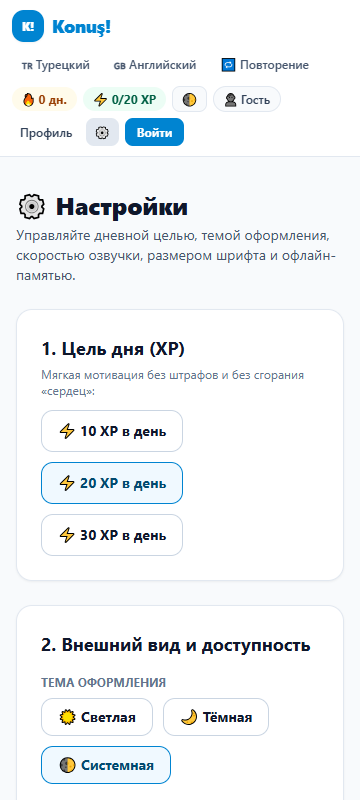 K! Konuş!
TR Турецкий GB Английский Повторение
0 дн. 0/20 XP Гость
Профиль Войти
Настройки
Управляйте дневной целью, темой оформления,
скоростью озвучки, размером шрифта и офлайн-
памятью.
1. Цель дня (XP)
Мягкая мотивация без штрафов и без сгорания
«сердец»:
10 XP в день
20 XP в день
30 XP в день
2. Внешний вид и доступность
ТЕМА ОФОРМЛЕНИЯ
Светлая Тёмная
Системная